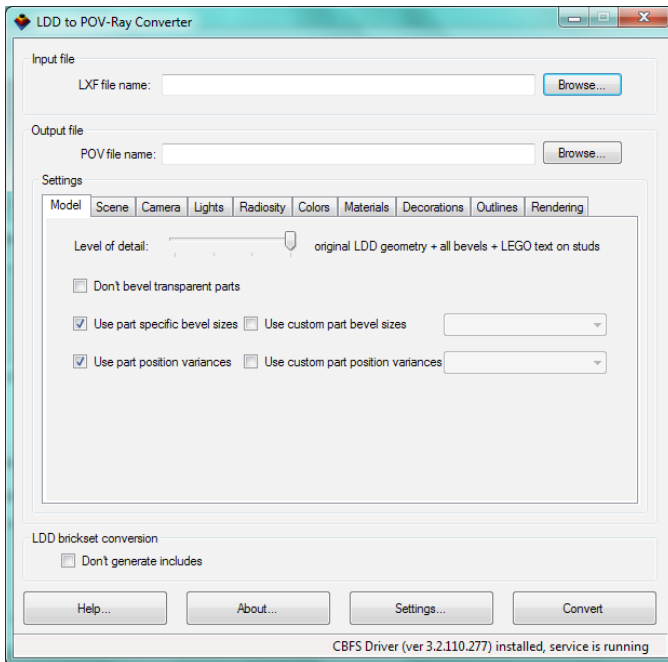 LDD to POV-Ray Converter
Input file
LXF file name:
Browse...
Output file
POV file name:
Browse...
Settings
Model Scene Camera Lights Radiosity Colors Materials Decorations Outlines Rendering
Level of detail: original LDD geometry + all bevels + LEGO text on studs
Don't bevel transparent parts
Use part specific bevel sizes Use custom part bevel sizes
Use part position variances Use custom part position variances
LDD brickset conversion
Don't generate includes
Help... About... Settings... Convert
CBFS Driver (ver 3.2.110.277) installed, service is running